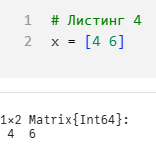 1 # Листинг 4
2 x = [4 6]
1×2 Matrix{Int64}:
4 6